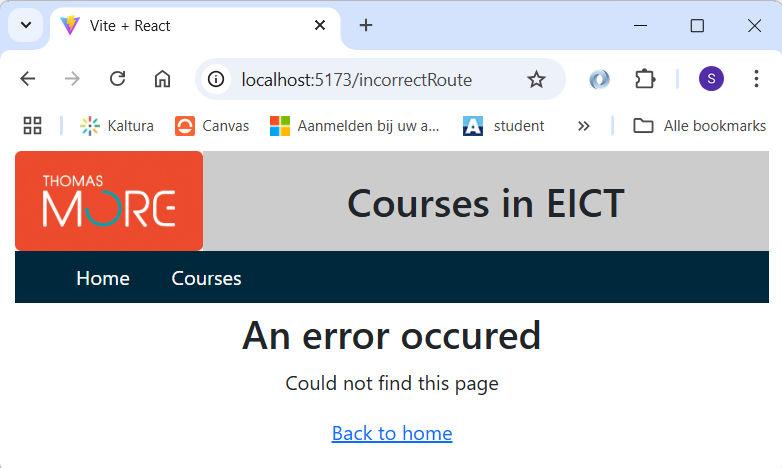 Vite + React
localhost:5173/incorrectRoute
S
Kaltura
Canvas
Aanmelden bij uw a...
student
Alle bookmarks
THOMAS
MORE
Courses in EICT
Home Courses
An error occured
Could not find this page
Back to home